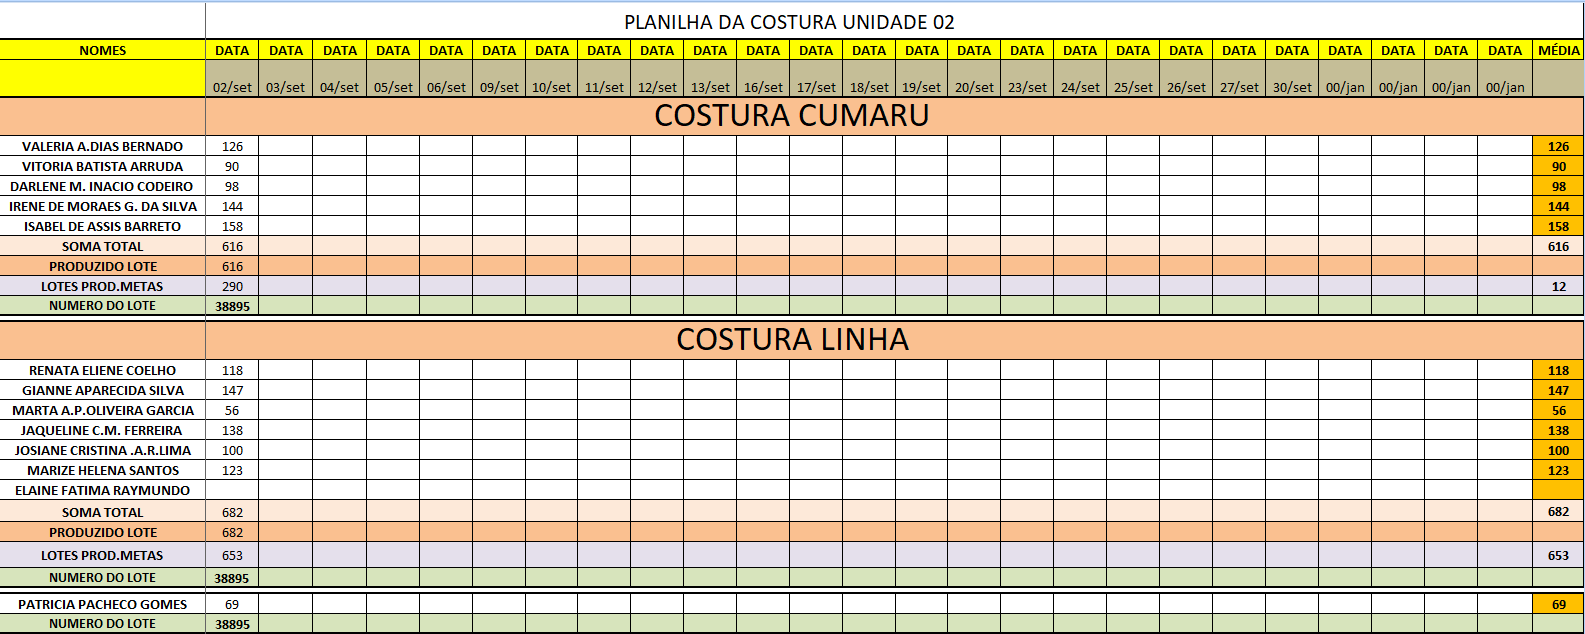 PLANILHA DA COSTURA UNIDADE 02
NOMES DATA DATA DATA DATA DATA DATA DATA DATA DATA DATA DATA DATA DATA DATA DATA DATA DATA DATA DATA DATA DATA DATA DATA DATA DATA MÉDIA
02/set 03/set 04/set 05/set 06/set 09/set 10/set 11/set 12/set 13/set 16/set 17/set 18/set 19/set 20/set 23/set 24/set 25/set 26/set 27/set 30/set 00/jan 00/jan 00/jan 00/jan
COSTURA CUMARU
VALERIA A.DIAS BERNADO 126 126
VITORIA BATISTA ARRUDA 90 90
DARLENE M. INACIO CODEIRO 98 98
IRENE DE MORAES G. DA SILVA 144 144
ISABEL DE ASSIS BARRETO 158 158
SOMA TOTAL 616 616
PRODUZIDO LOTE 616
LOTES PROD.METAS 290 12
NUMERO DO LOTE 38895
COSTURA LINHA
RENATA ELIENE COELHO 118 118
GIANNE APARECIDA SILVA 147 147
MARTA A.P.OLIVEIRA GARCIA 56 56
JAQUELINE C.M. FERREIRA 138 138
JOSIANE CRISTINA .A.R.LIMA 100 100
MARIZE HELENA SANTOS 123 123
ELAINE FATIMA RAYMUNDO
SOMA TOTAL 682 682
PRODUZIDO LOTE 682
LOTES PROD.METAS 653 653
NUMERO DO LOTE 38895
PATRICIA PACHECO GOMES 69 69
NUMERO DO LOTE 38895